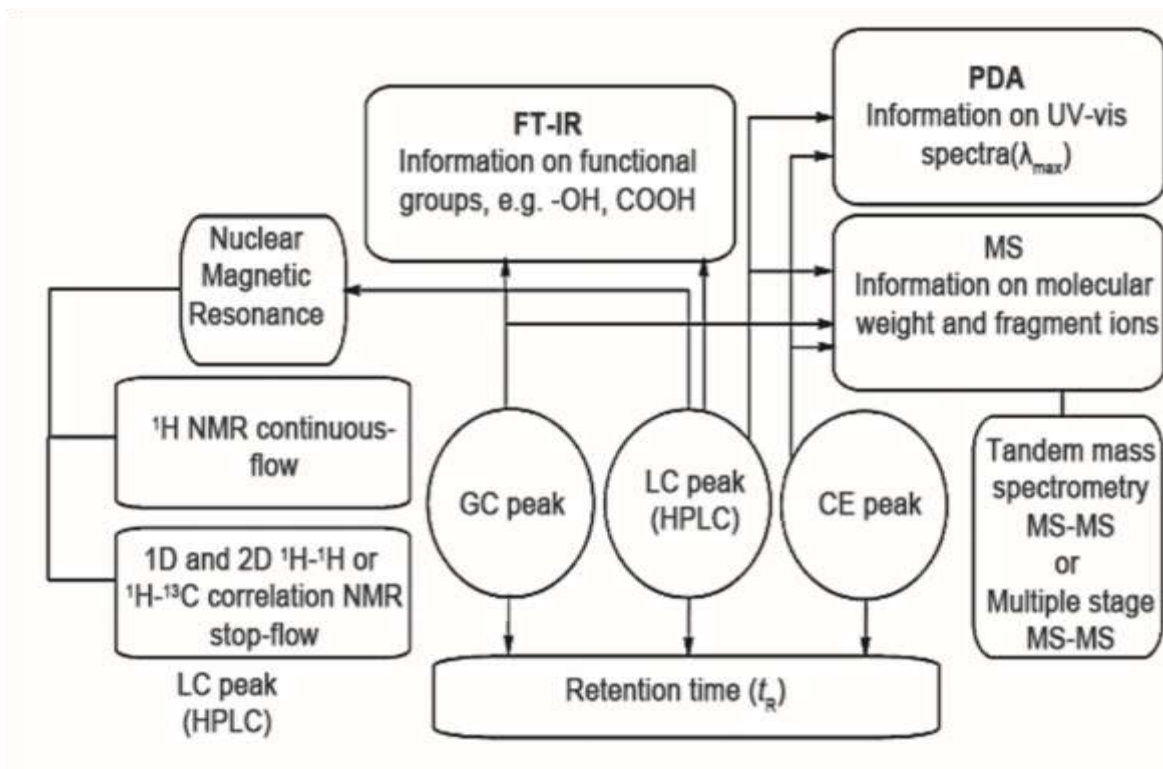 PDA
Information on UV-vis
spectra(λmax)
FT-IR
Information on functional
groups, e.g. -OH, COOH
Nuclear
Magnetic
Resonance
MS
Information on molecular
weight and fragment ions
¹H NMR continuous-
flow
GC peak
LC peak
(HPLC)
CE peak
Tandem mass
spectrometry
MS-MS
or
Multiple stage
MS-MS
1D and 2D ¹H-¹H or
¹H-¹³C correlation NMR
stop-flow
LC peak
(HPLC)
Retention time (tR)